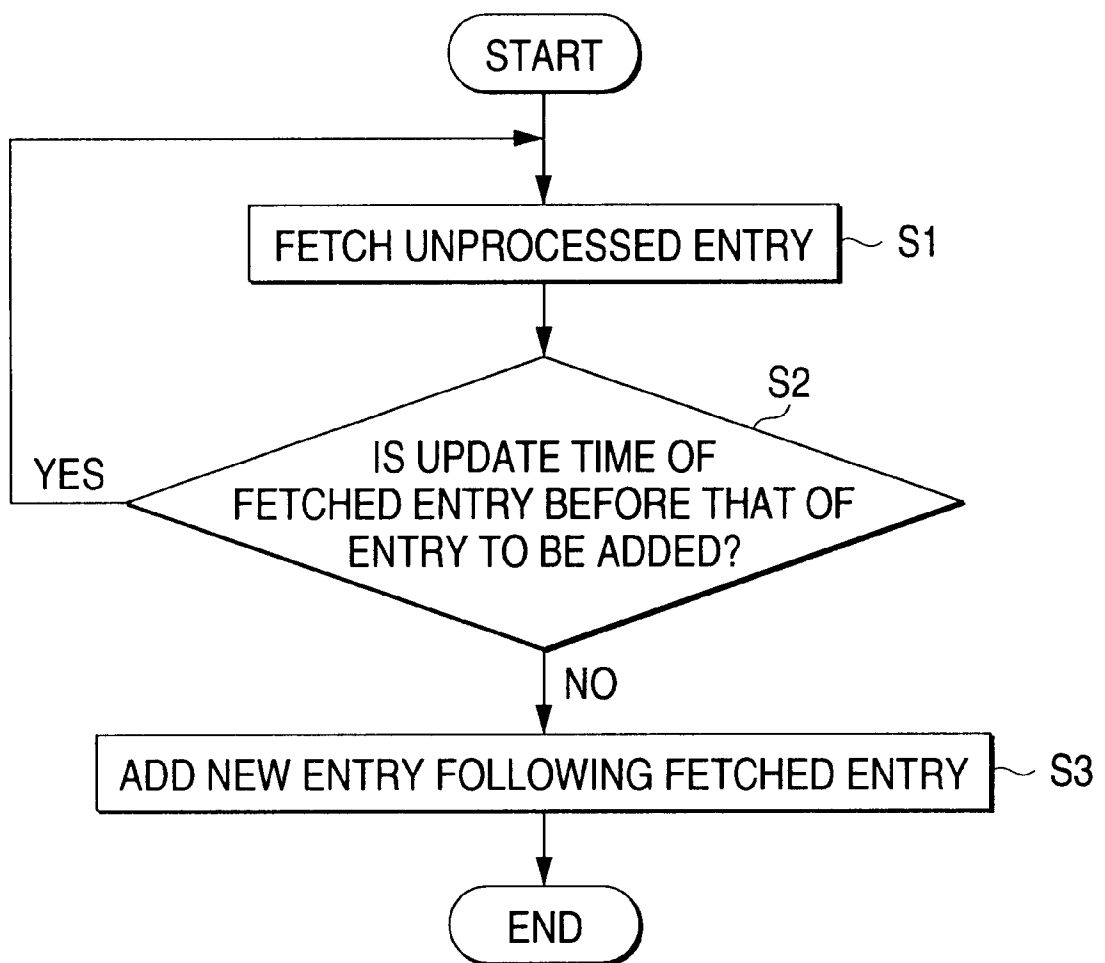 START
FETCH UNPROCESSED ENTRY
S1
S2
IS UPDATE TIME OF
FETCHED ENTRY BEFORE THAT OF
ENTRY TO BE ADDED?
YES
NO
ADD NEW ENTRY FOLLOWING FETCHED ENTRY
S3
END